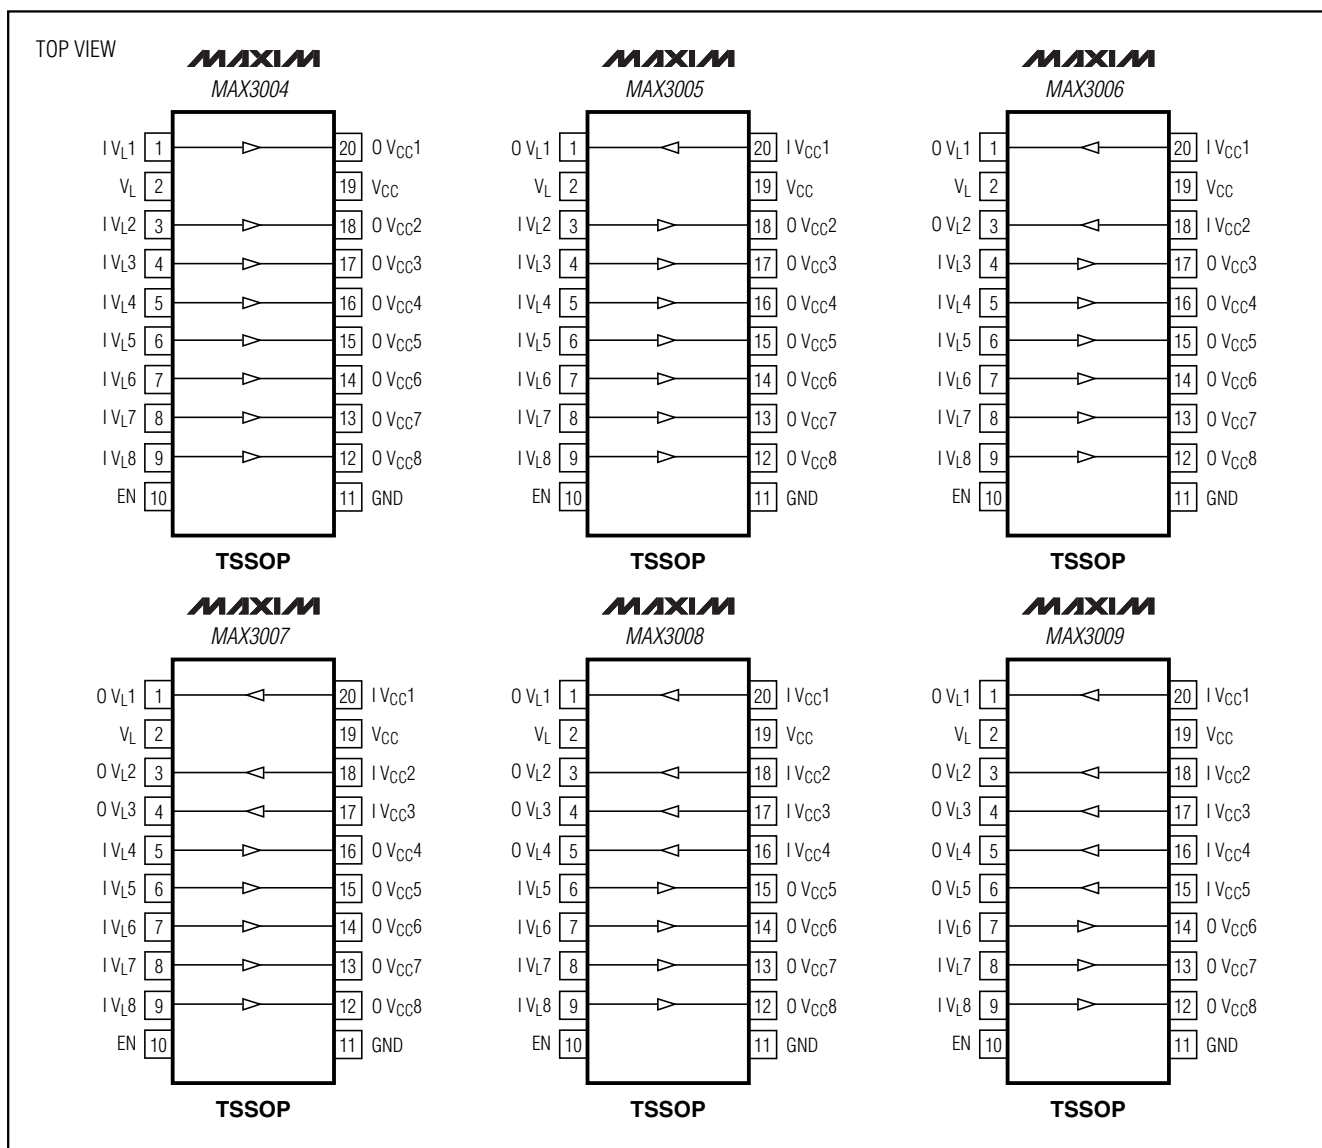 TOP VIEW
MAXIM
MAX3004
I VL1 1 20 O VCC1
VL 2 19 VCC
I VL2 3 18 O VCC2
I VL3 4 17 O VCC3
I VL4 5 16 O VCC4
I VL5 6 15 O VCC5
I VL6 7 14 O VCC6
I VL7 8 13 O VCC7
I VL8 9 12 O VCC8
EN 10 11 GND
TSSOP
MAXIM
MAX3005
O VL1 1 20 I VCC1
VL 2 19 VCC
I VL2 3 18 O VCC2
I VL3 4 17 O VCC3
I VL4 5 16 O VCC4
I VL5 6 15 O VCC5
I VL6 7 14 O VCC6
I VL7 8 13 O VCC7
I VL8 9 12 O VCC8
EN 10 11 GND
TSSOP
MAXIM
MAX3006
O VL1 1 20 I VCC1
VL 2 19 VCC
O VL2 3 18 I VCC2
I VL3 4 17 O VCC3
I VL4 5 16 O VCC4
I VL5 6 15 O VCC5
I VL6 7 14 O VCC6
I VL7 8 13 O VCC7
I VL8 9 12 O VCC8
EN 10 11 GND
TSSOP
MAXIM
MAX3007
O VL1 1 20 I VCC1
VL 2 19 VCC
O VL2 3 18 I VCC2
O VL3 4 17 I VCC3
I VL4 5 16 O VCC4
I VL5 6 15 O VCC5
I VL6 7 14 O VCC6
I VL7 8 13 O VCC7
I VL8 9 12 O VCC8
EN 10 11 GND
TSSOP
MAXIM
MAX3008
O VL1 1 20 I VCC1
VL 2 19 VCC
O VL2 3 18 I VCC2
O VL3 4 17 I VCC3
O VL4 5 16 I VCC4
I VL5 6 15 O VCC5
I VL6 7 14 O VCC6
I VL7 8 13 O VCC7
I VL8 9 12 O VCC8
EN 10 11 GND
TSSOP
MAXIM
MAX3009
O VL1 1 20 I VCC1
VL 2 19 VCC
O VL2 3 18 I VCC2
O VL3 4 17 I VCC3
O VL4 5 16 I VCC4
O VL5 6 15 I VCC5
I VL6 7 14 O VCC6
I VL7 8 13 O VCC7
I VL8 9 12 O VCC8
EN 10 11 GND
TSSOP